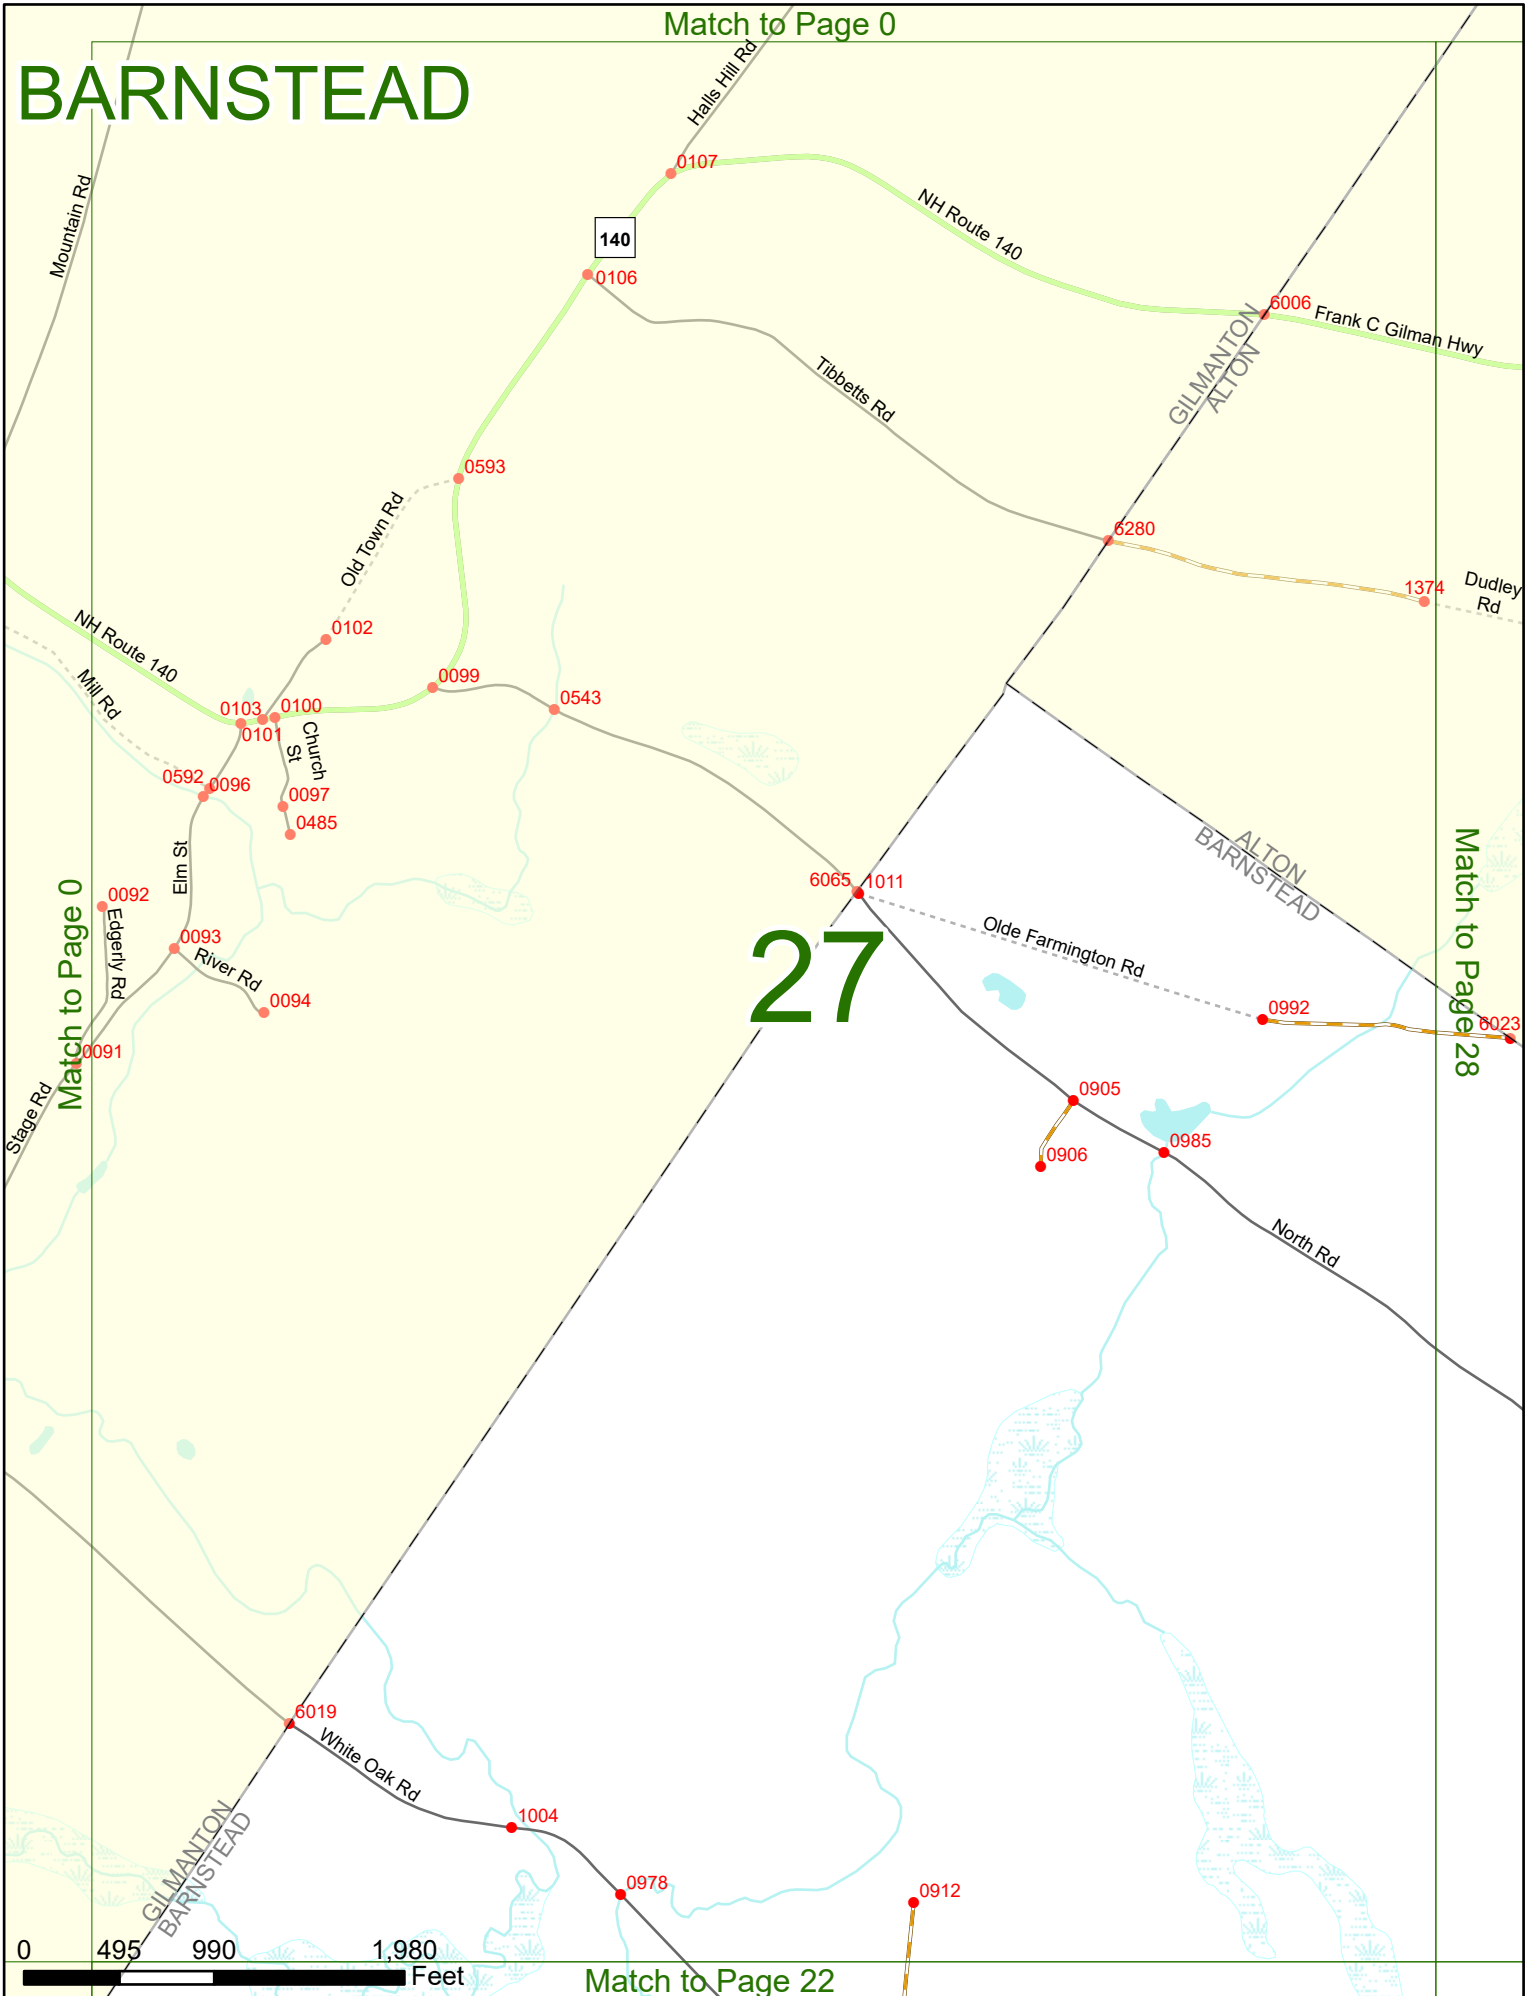 Match to Page 0
BARNSTEAD
Halls Hill Rd
0107
Mountain Rd
NH Route 140
140
0106
6006
Frank C Gilman Hwy
GILMANTON
ALTON
Tibbetts Rd
0593
Old Town Rd
6280
1374
Dudley
Rd
0102
NH Route 140
Mill Rd
0099
0543
0103
0100
0101
Church
St
0592
0096
0097
0485
ALTON
BARNSTEAD
Elm St
6065
1011
0092
Edgerly Rd
Match to Page 0
Match to Page 28
Olde Farmington Rd
27
0093
River Rd
0094
0992
6023
0091
Stage Rd
0905
0906
0985
North Rd
6019
White Oak Rd
1004
GILMANTON
BARNSTEAD
0978
0912
0
495
990
1,980
Feet
Match to Page 22